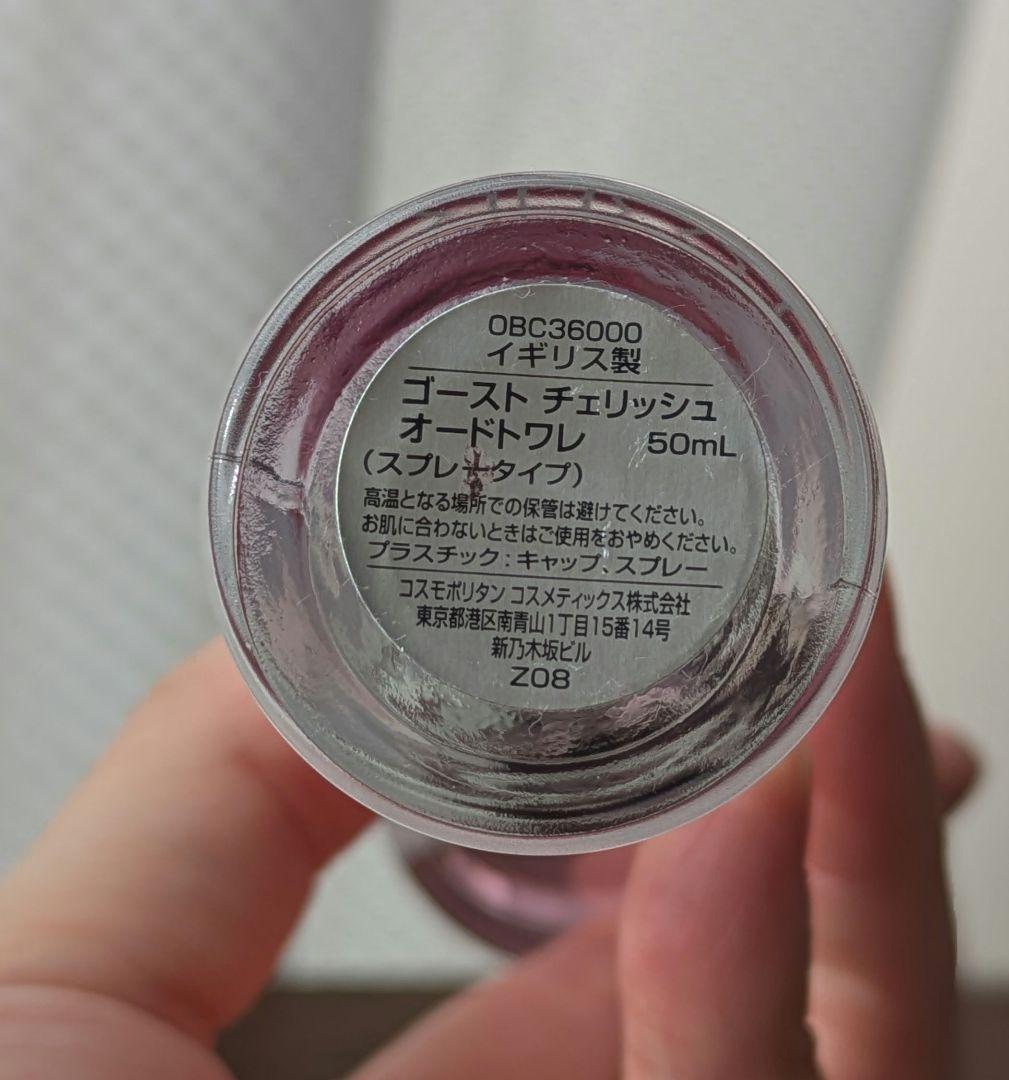 0BC36000
イギリス製
ゴースト チェリッシュ
オードトワレ 50mL
(スプレータイプ)
高温となる場所での保管は避けてください。
お肌に合わないときはご使用をおやめください。
プラスチック:キャップ、スプレー
コスモポリタン コスメティックス株式会社
東京都港区南青山1丁目15番14号
新乃木坂ビル
Z08